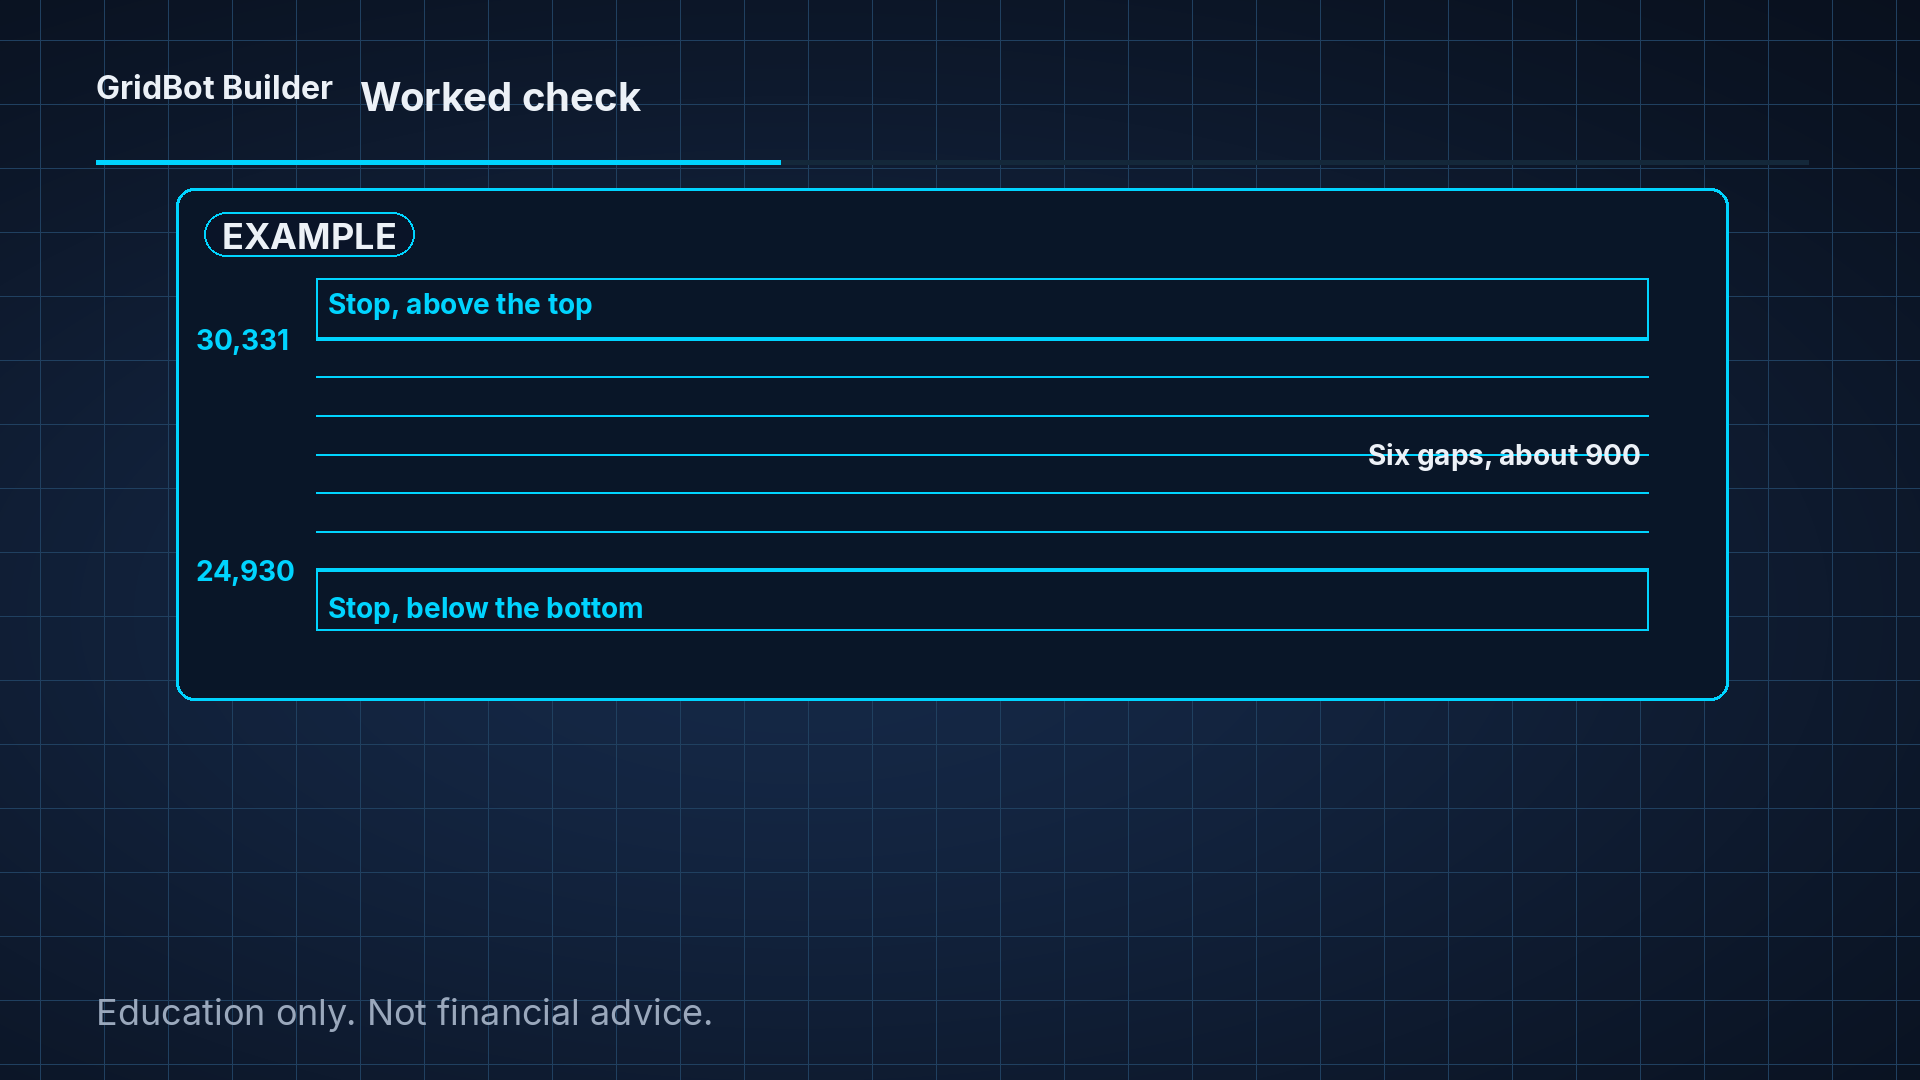 GridBot Builder
Worked check
EXAMPLE
Stop, above the top
30,331
Six gaps, about 900
24,930
Stop, below the bottom
Education only. Not financial advice.